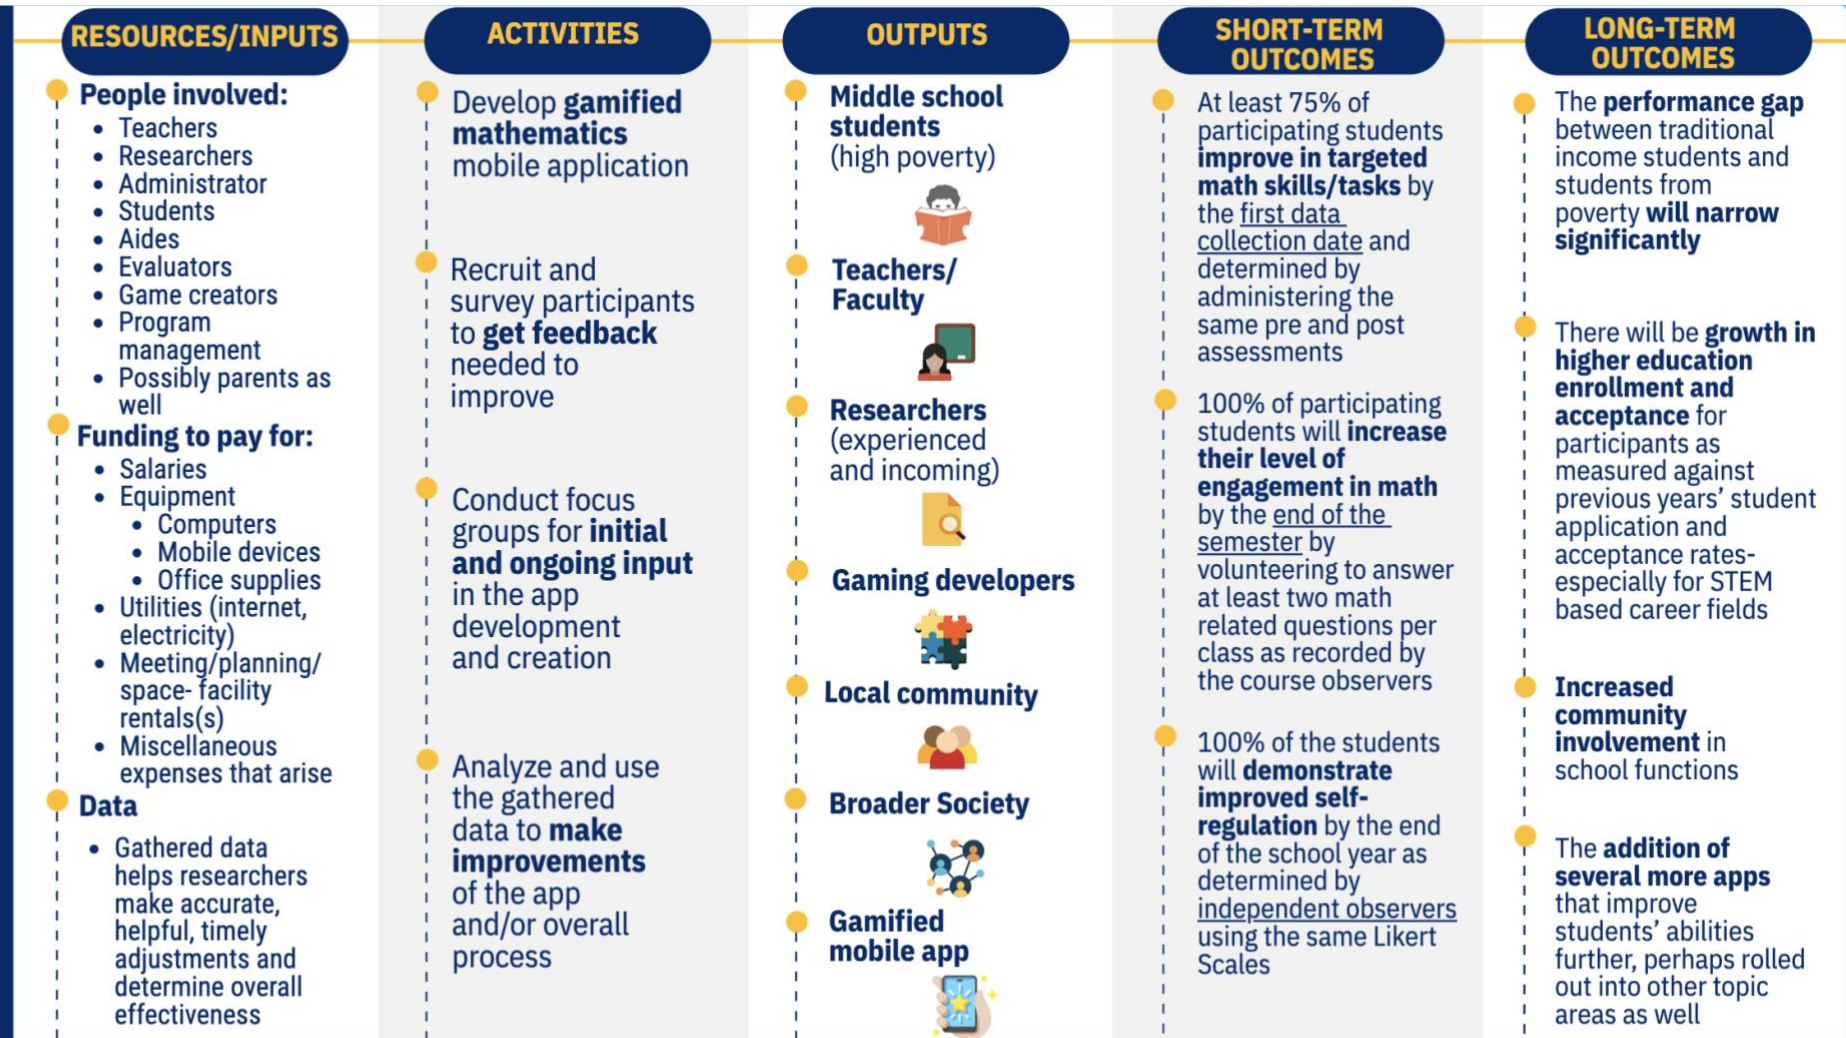 RESOURCES/INPUTS
People involved:
• Teachers
• Researchers
• Administrator
• Students
• Aides
• Evaluators
• Game creators
• Program
management
• Possibly parents as
well
Funding to pay for:
• Salaries
• Equipment
• Computers
• Mobile devices
• Office supplies
• Utilities (internet,
electricity)
• Meeting/planning/
space- facility
rentals(s)
• Miscellaneous
expenses that arise
Data
• Gathered data
helps researchers
make accurate,
helpful, timely
adjustments and
determine overall
effectiveness
ACTIVITIES
Develop gamified
mathematics
mobile application
Recruit and
survey participants
to get feedback
needed to
improve
Conduct focus
groups for initial
and ongoing input
in the app
development
and creation
Analyze and use
the gathered
data to make
improvements
of the app
and/or overall
process
OUTPUTS
Middle school
students
(high poverty)
Teachers/
Faculty
Researchers
(experienced
and incoming)
Gaming developers
Local community
Broader Society
Gamified
mobile app
SHORT-TERM
OUTCOMES
At least 75% of
participating students
improve in targeted
math skills/tasks by
the first data
collection date and
determined by
administering the
same pre and post
assessments
100% of participating
students will increase
their level of
engagement in math
by the end of the
semester by
volunteering to answer
at least two math
related questions per
class as recorded by
the course observers
100% of the students
will demonstrate
improved self-
regulation by the end
of the school year as
determined by
independent observers
using the same Likert
Scales
LONG-TERM
OUTCOMES
The performance gap
between traditional
income students and
students from
poverty will narrow
significantly
There will be growth in
higher education
enrollment and
acceptance for
participants as
measured against
previous years' student
application and
acceptance rates-
especially for STEM
based career fields
Increased
community
involvement in
school functions
The addition of
several more apps
that improve
students' abilities
further, perhaps rolled
out into other topic
areas as well